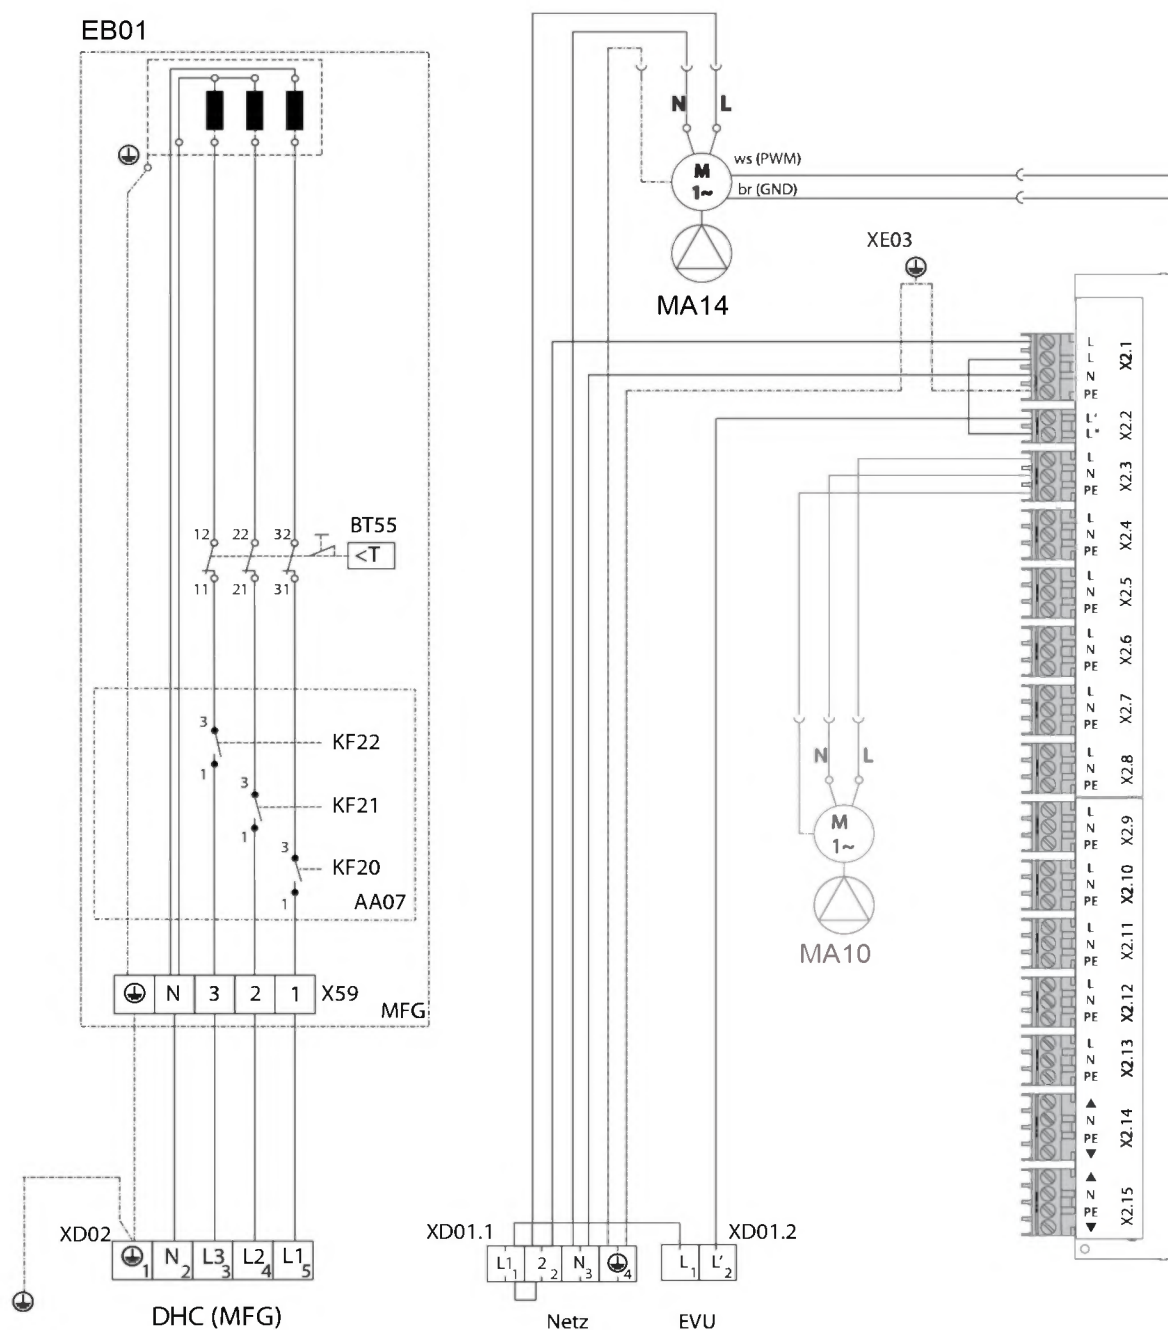 EB01
N L
M
1~
ws (PWM)
br (GND)
MA14
XE03
L
L
N
PE
X2.1
L'
L"
X2.2
L
N
PE
X2.3
L
N
PE
X2.4
L
N
PE
X2.5
L
N
PE
X2.6
L
N
PE
X2.7
L
N
PE
X2.8
L
N
PE
X2.9
L
N
PE
X2.10
L
N
PE
X2.11
L
N
PE
X2.12
L
N
PE
X2.13
▲
N
PE
▼
X2.14
▲
N
PE
▼
X2.15
12 22 32
BT55
<T
11 21 31
3
KF22
1
3
KF21
1
3
KF20
1
AA07
N 3 2 1 X59
MFG
N L
M
1~
MA10
XD02
1 N 2 L3 3 L2 4 L1 5
DHC (MFG)
XD01.1
L1 1 2 2 N 3 4
Netz
XD01.2
L 1 L' 2
EVU